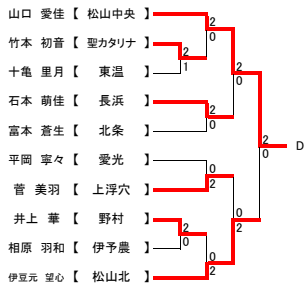 山口 愛佳 【 松山中央 】
2
0
竹本 初音 【 聖カタリナ 】
2
1
十亀 里月 【 東温 】
2
0
石本 萌佳 【 長浜 】
2
0
富本 蒼生 【 北条 】
2
0
D
平岡 寧々 【 愛光 】
0
2
菅 美羽 【 上浮穴 】
0
2
井上 華 【 野村 】
2
0
相原 羽和 【 伊予農 】
0
2
伊豆元 望心 【 松山北 】